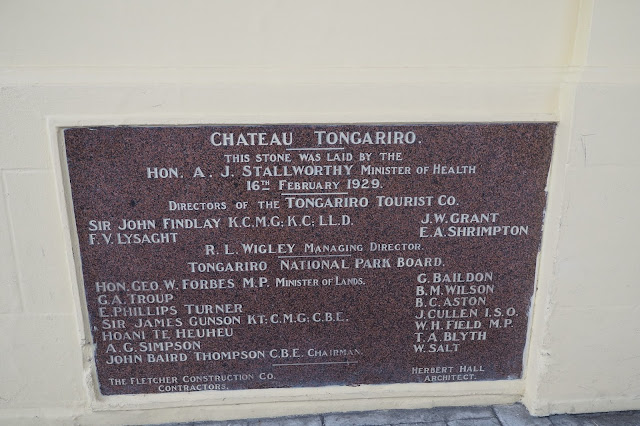 CHATEAU TONGARIRO.
THIS STONE WAS LAID BY THE
HON. A. J. STALLWORTHY MINISTER OF HEALTH
16TH FEBRUARY 1929.
DIRECTORS OF THE TONGARIRO TOURIST CO.
SIR JOHN FINDLAY K.C.M.G; K.C; LL.D. J.W. GRANT
F.V. LYSAGHT E.A. SHRIMPTON
R. L. WIGLEY MANAGING DIRECTOR.
TONGARIRO NATIONAL PARK BOARD.
HON. GEO. W. FORBES M.P. MINISTER OF LANDS.
G.A. TROUP
E. PHILLIPS TURNER
SIR JAMES GUNSON KT. C.M.G; C.B.E.
HOANI TE HEUHEU
A. G. SIMPSON
JOHN BAIRD THOMPSON C.B.E. CHAIRMAN.
G. BAILDON
B. M. WILSON
B. C. ASTON
J. CULLEN I.S.O.
W. H. FIELD M.P.
T. A. BLYTH
W. SALT
THE FLETCHER CONSTRUCTION CO.
CONTRACTORS.
HERBERT HALL
ARCHITECT.